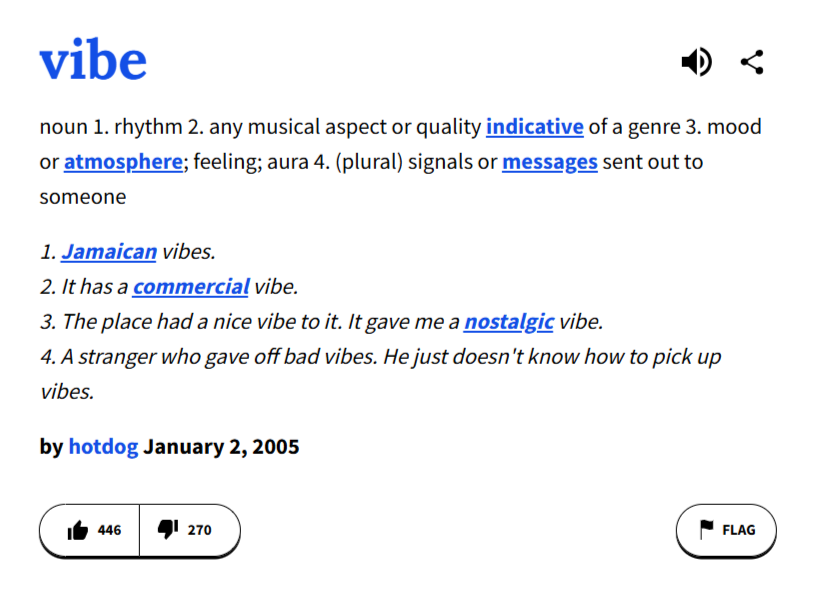 vibe
noun 1. rhythm 2. any musical aspect or quality indicative of a genre 3. mood
or atmosphere; feeling; aura 4. (plural) signals or messages sent out to
someone
1. Jamaican vibes.
2. It has a commercial vibe.
3. The place had a nice vibe to it. It gave me a nostalgic vibe.
4. A stranger who gave off bad vibes. He just doesn't know how to pick up
vibes.
by hotdog January 2, 2005
446 270 FLAG